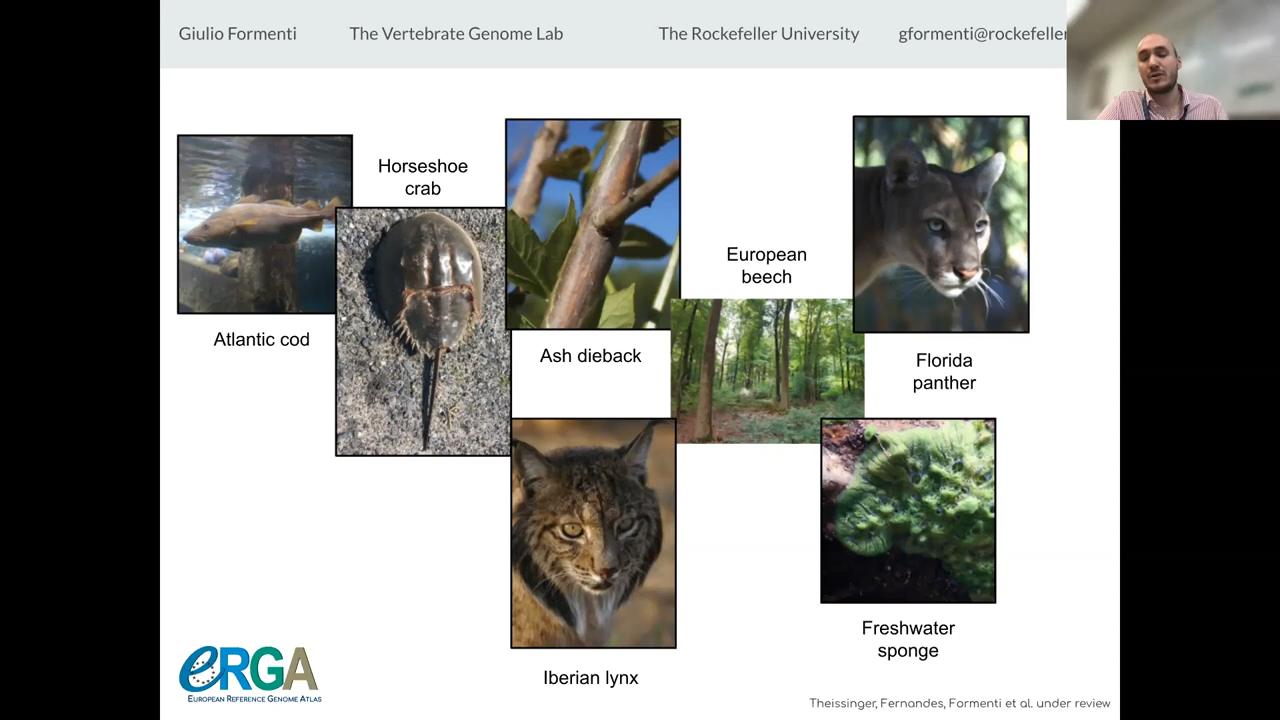 Giulio Formenti The Vertebrate Genome Lab The Rockefeller University gformenti@rockefeller
Horseshoe
crab
European
beech
Atlantic cod
Ash dieback
Florida
panther
Freshwater
sponge
Iberian lynx
eRGA
European Reference Genome Atlas
Theissinger, Fernandes, Formenti et al. under review